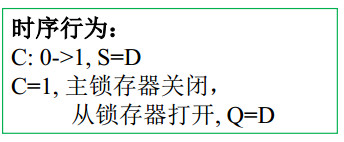 时序行为：
C: 0->1, S=D
C=1, 主锁存器关闭，
从锁存器打开, Q=D